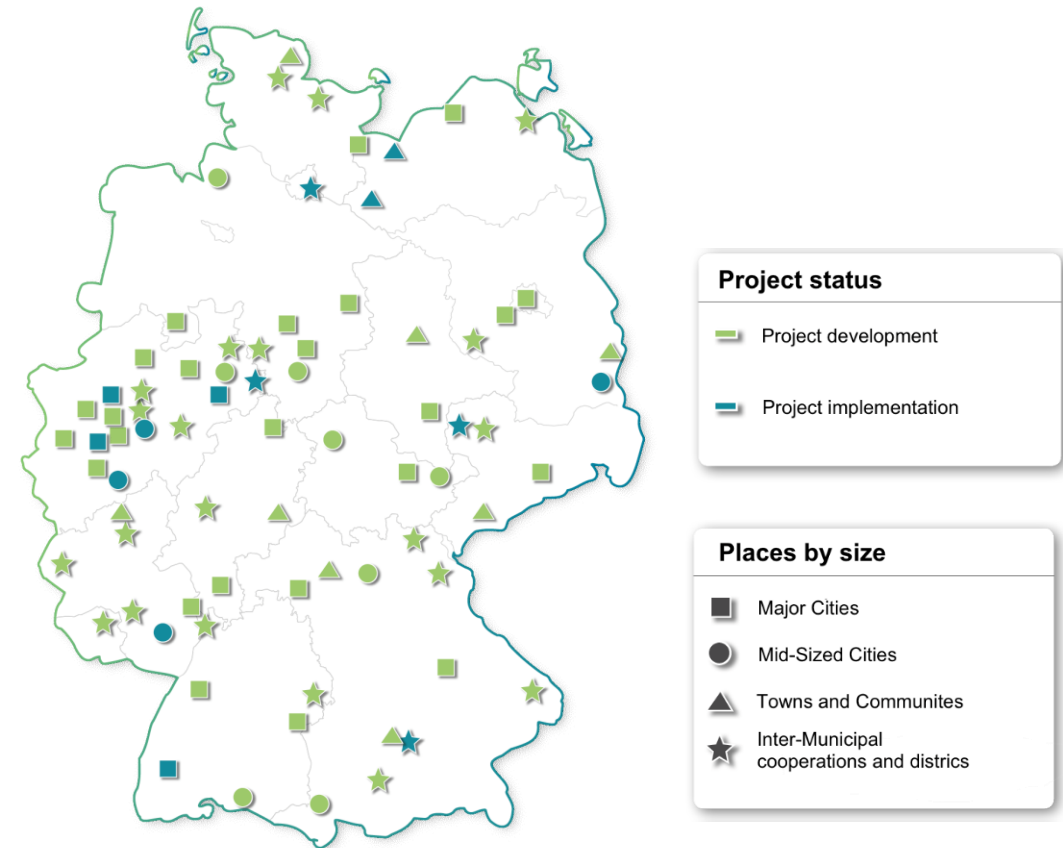 Project status
Project development
Project implementation
Places by size
Major Cities
Mid-Sized Cities
Towns and Communites
Inter-Municipal
cooperations and districs